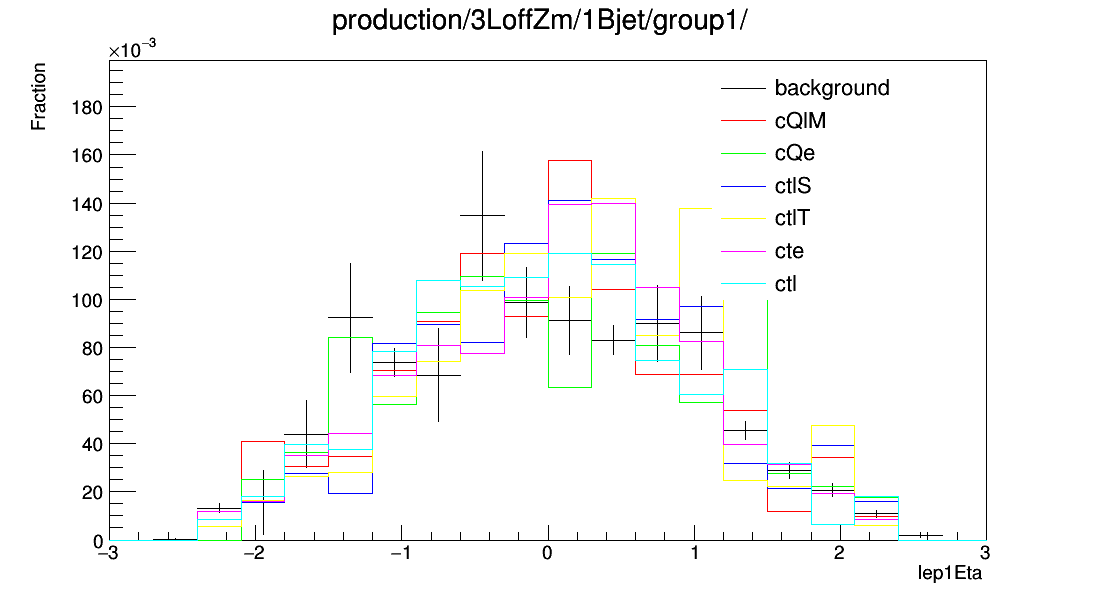 production/3LoffZm/1Bjet/group1/
×10⁻³
Fraction
180
160
140
120
100
80
60
40
20
0
background
cQlM
cQe
ctlS
ctlT
cte
ctl
−3 −2 −1 0 1 2 3
lep1Eta